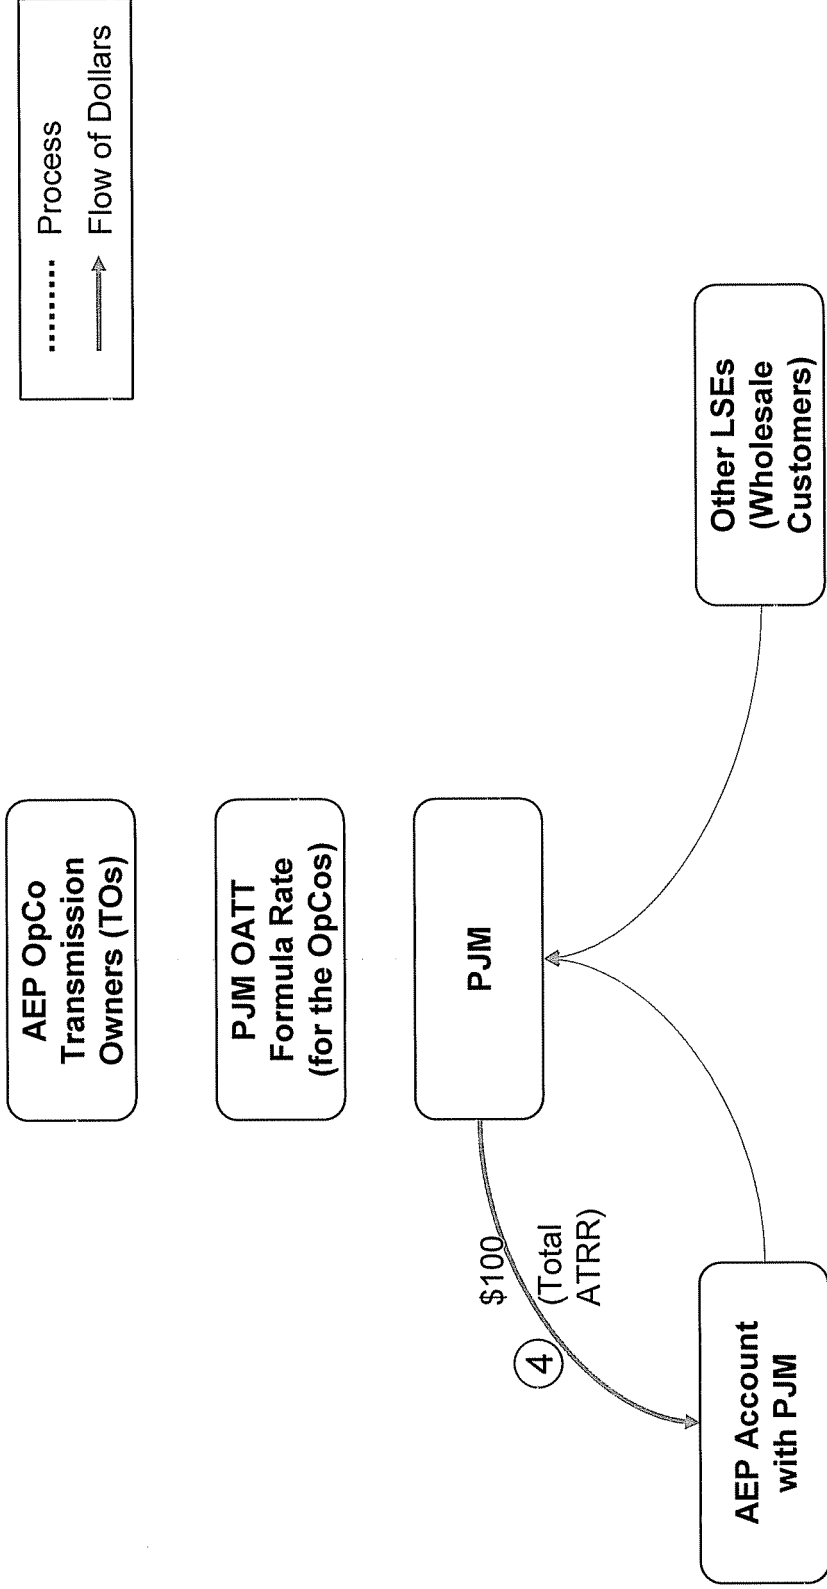 Process
Flow of Dollars
AEP OpCo
Transmission
Owners (TOs)
PJM OATT
Formula Rate
(for the OpCos)
PJM
$100
(Total
ATRR)
4
AEP Account
with PJM
Other LSEs
(Wholesale
Customers)